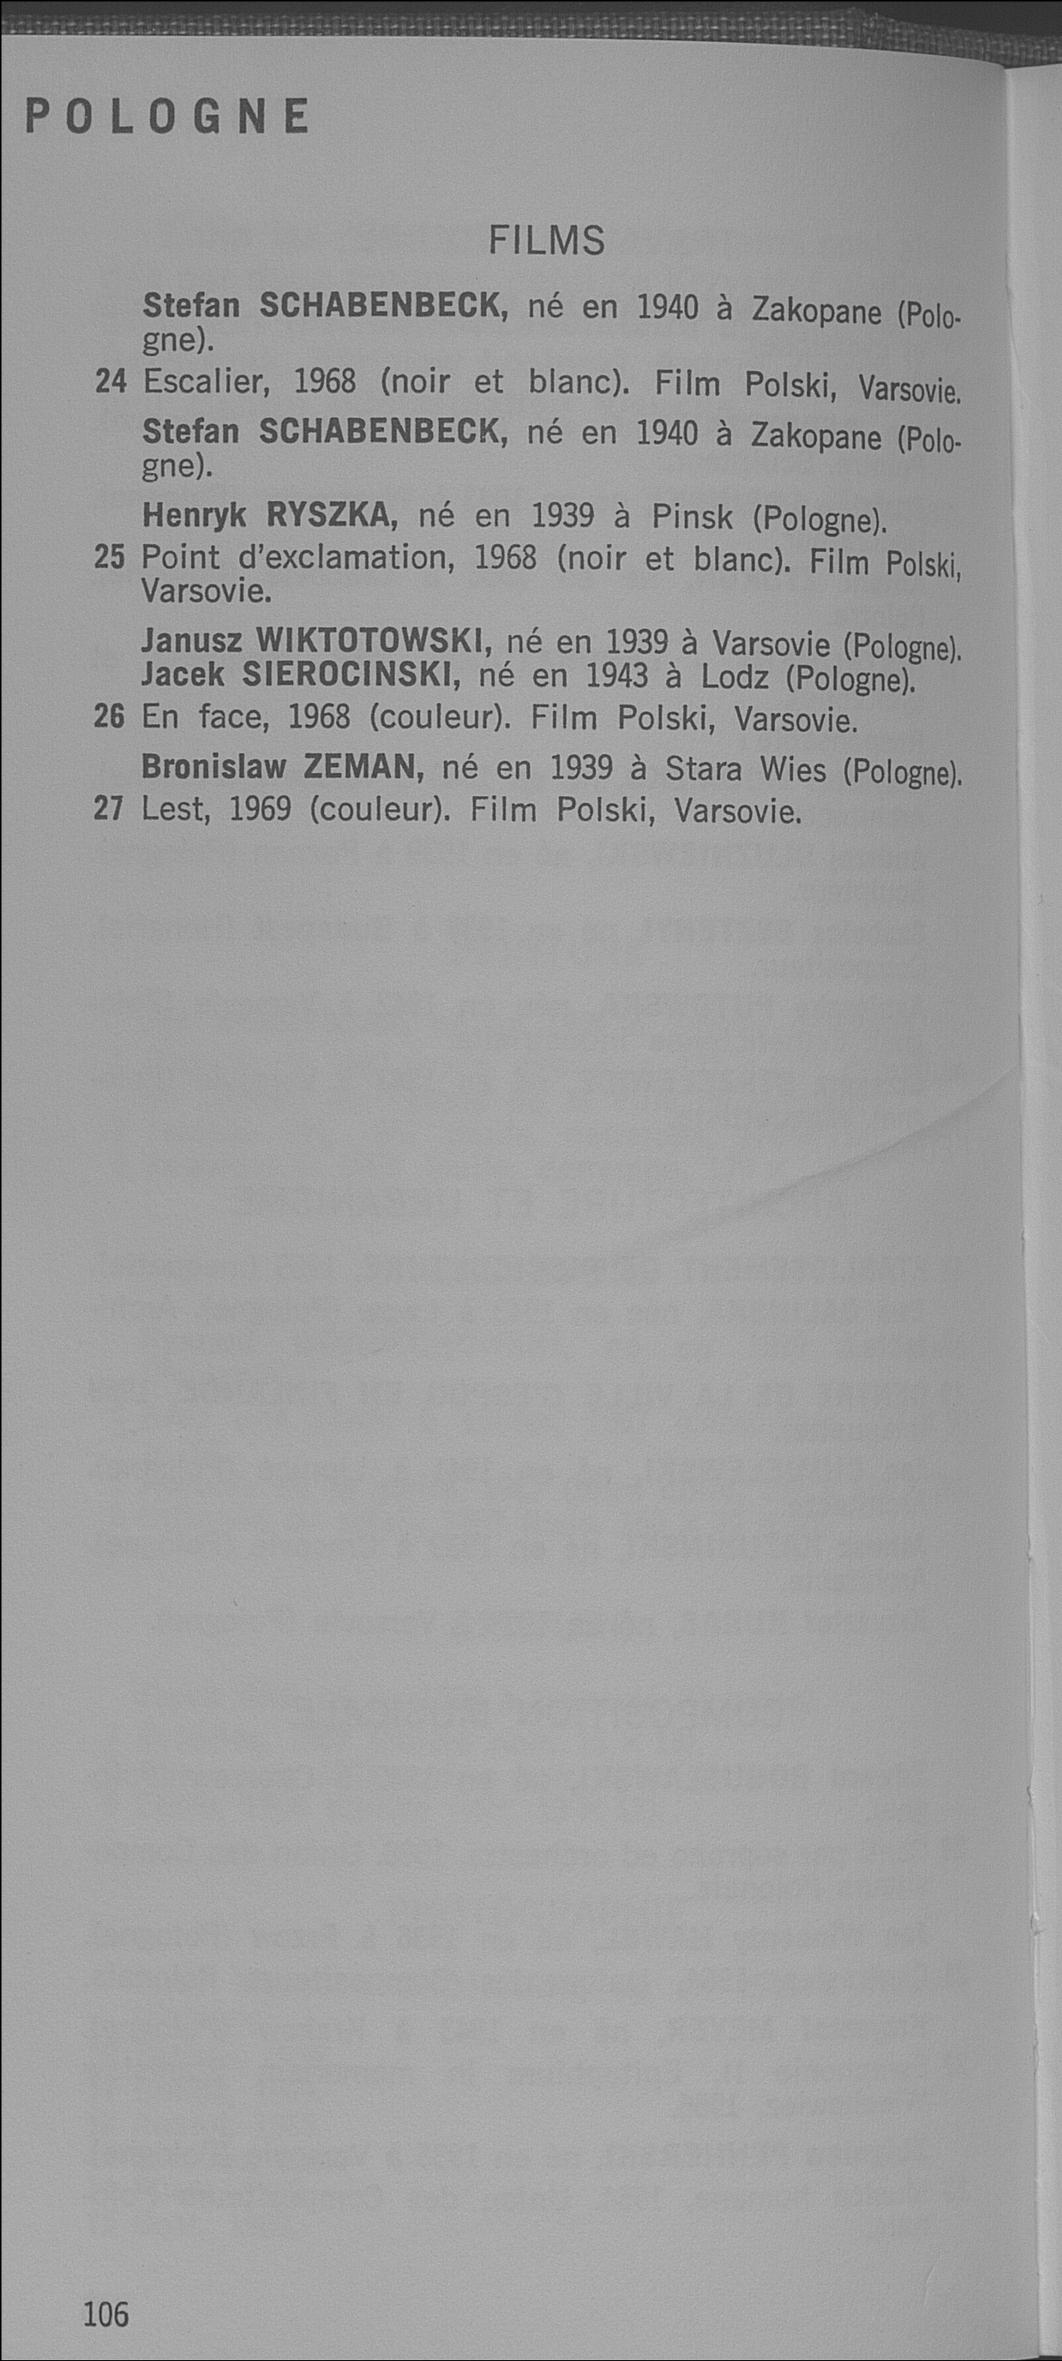 POLOGNE
FILMS
Stefan SCHABENBECK, né en 1940 à Zakopane (Polo-
gne).
24 Escalier, 1968 (noir et blanc). Film Polski, Varsovie.
Stefan SCHABENBECK, né en 1940 à Zakopane (Polo-
gne).
Henryk RYSZKA, né en 1939 à Pinsk (Pologne).
25 Point d'exclamation, 1968 (noir et blanc). Film Polski,
Varsovie.
Janusz WIKTOTOWSKI, né en 1939 à Varsovie (Pologne).
Jacek SIEROCINSKI, né en 1943 à Lodz (Pologne).
26 En face, 1968 (couleur). Film Polski, Varsovie.
Bronislaw ZEMAN, né en 1939 à Stara Wies (Pologne).
27 Lest, 1969 (couleur). Film Polski, Varsovie.
106